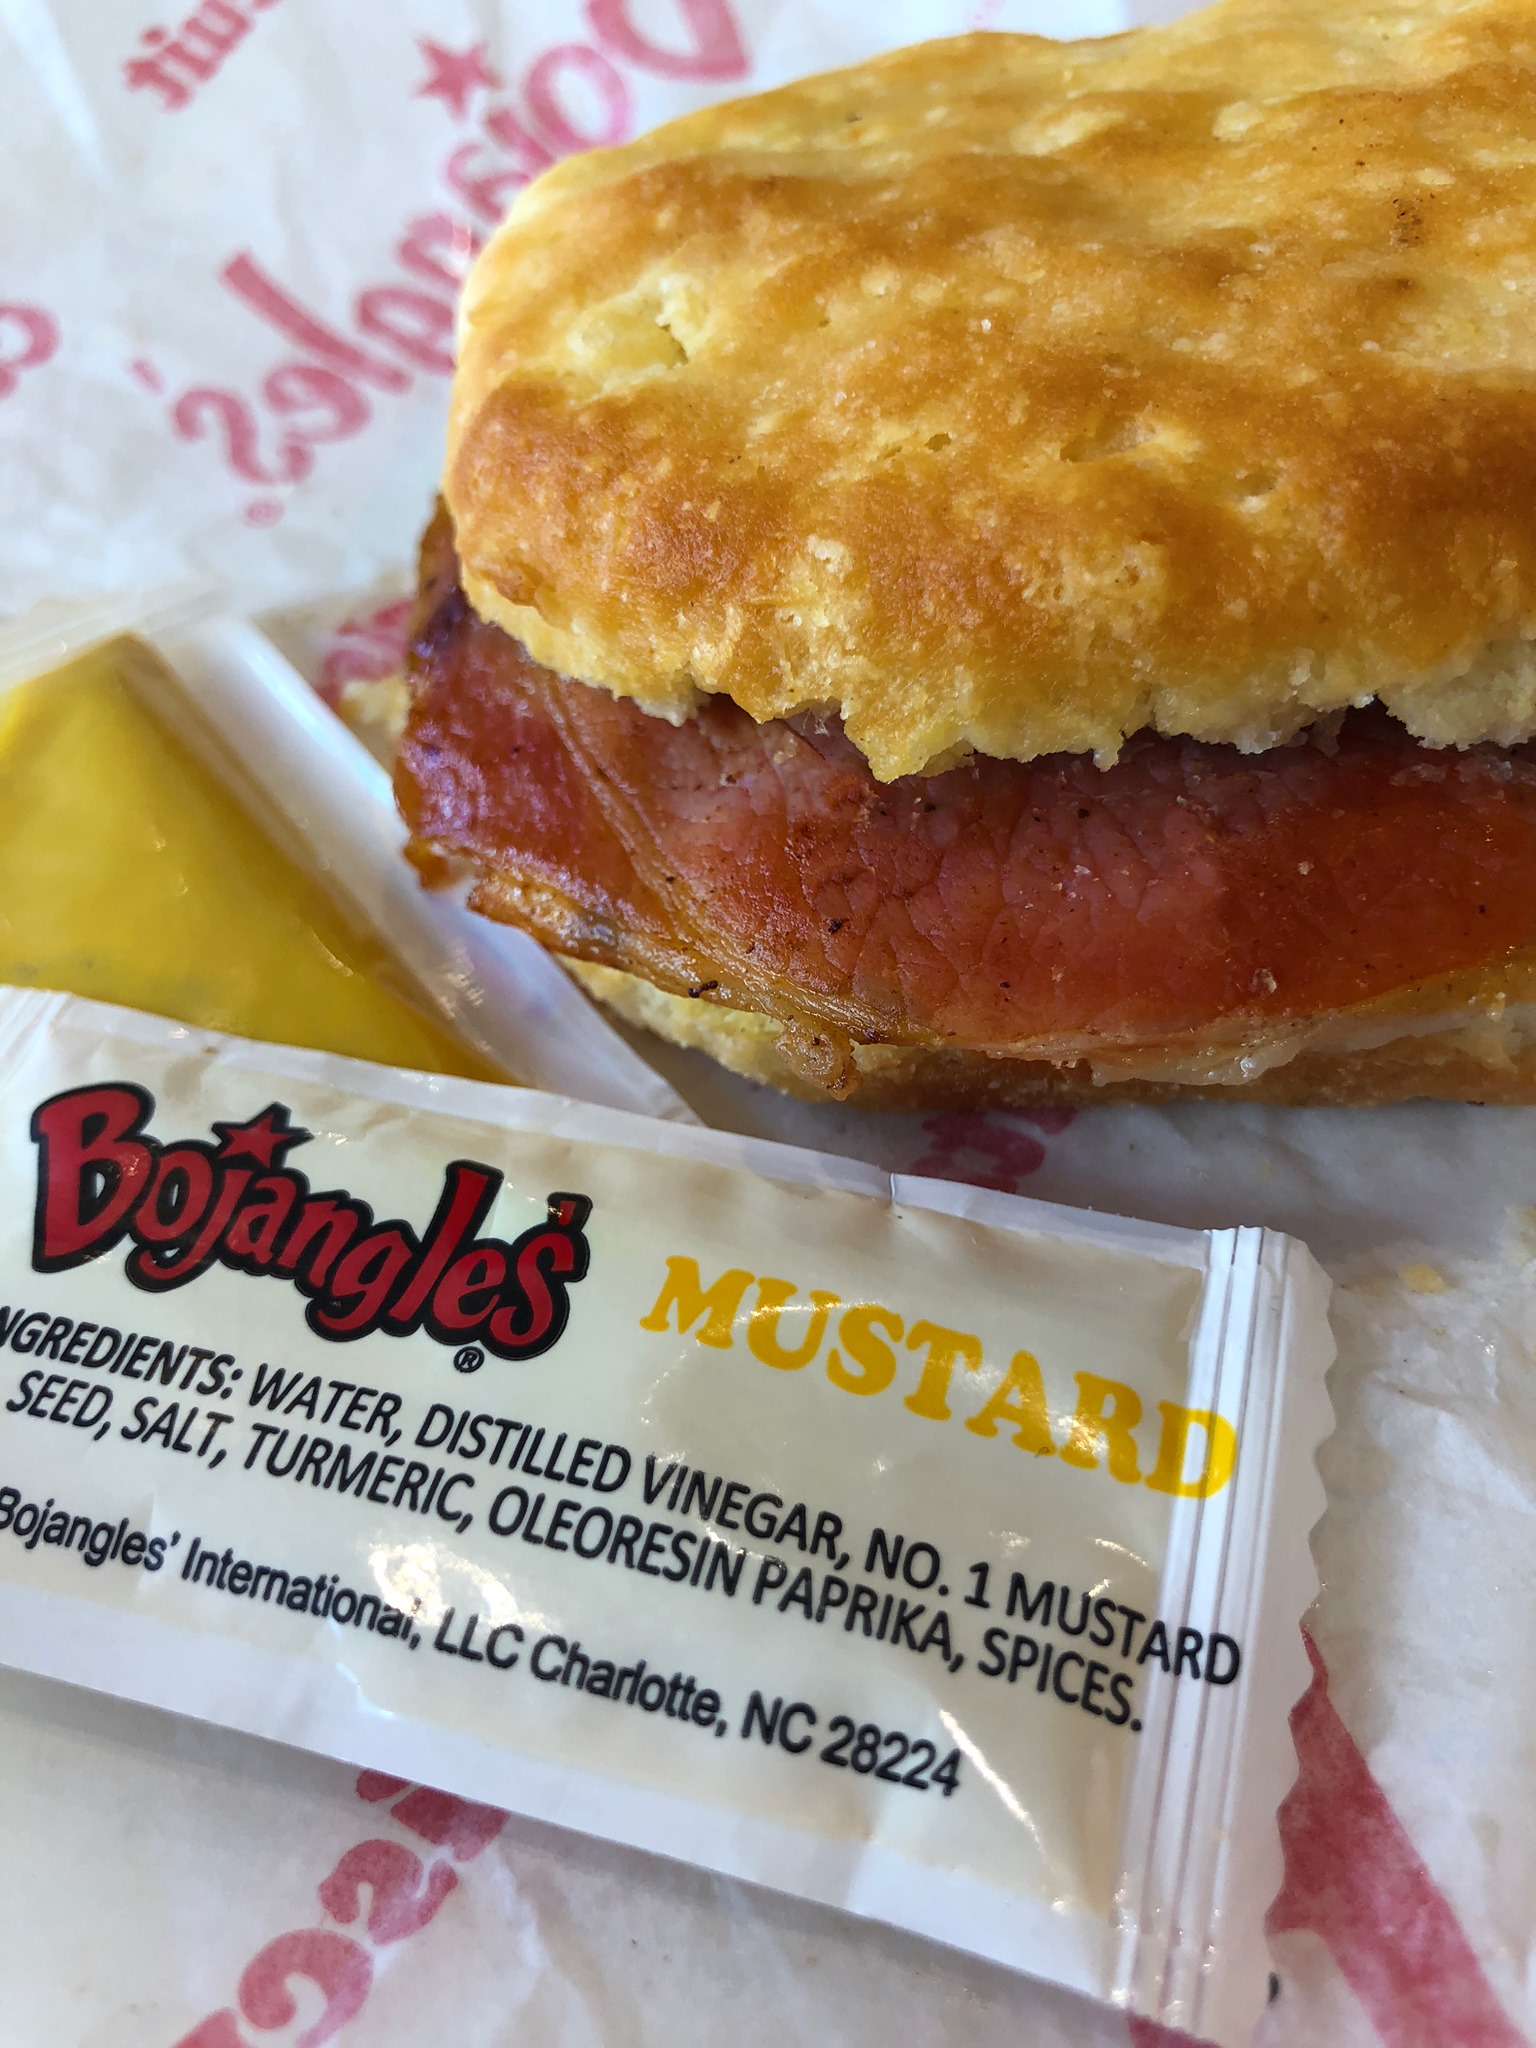 Bojangles'®
Bojangles'® MUSTARD
NGREDIENTS: WATER, DISTILLED VINEGAR, NO. 1 MUSTARD
SEED, SALT, TURMERIC, OLEORESIN PAPRIKA, SPICES.
Bojangles' International, LLC Charlotte, NC 28224